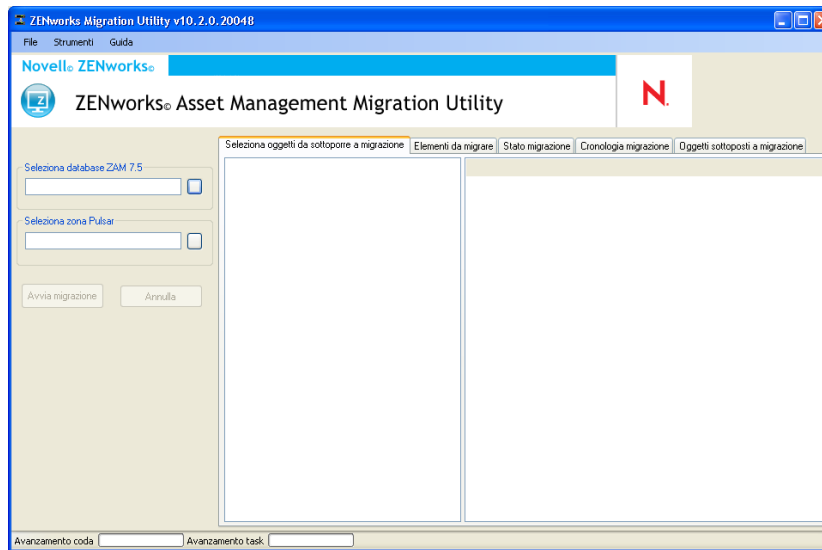 ZENworks Migration Utility v10.2.0.20048
File Strumenti Guida
Novell® ZENworks®
ZENworks® Asset Management Migration Utility
N.
Seleziona oggetti da sottoporre a migrazione Elementi da migrare Stato migrazione Cronologia migrazione Oggetti sottoposti a migrazione
Seleziona database ZAM 7.5
Seleziona zona Pulsar
Avvia migrazione Annulla
Avanzamento coda Avanzamento task